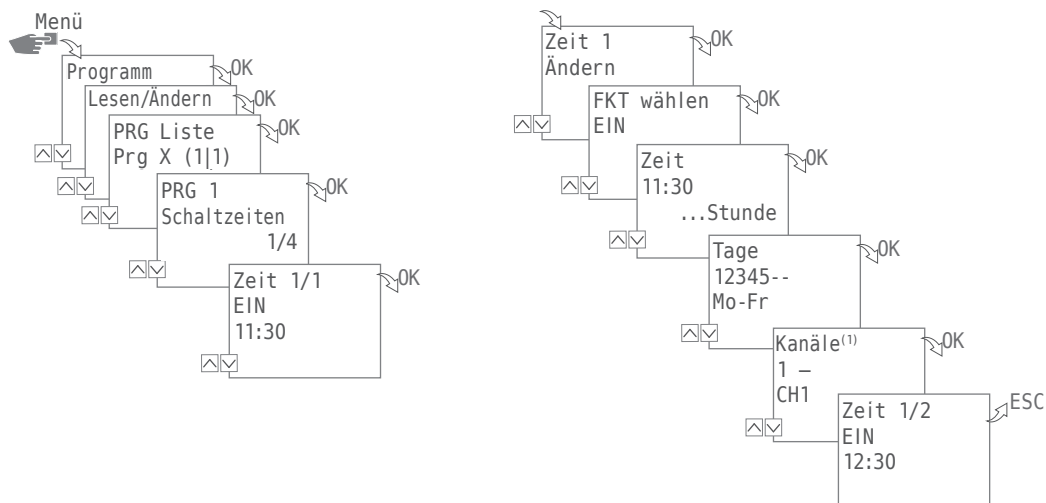 Menü
Programm
OK
Lesen/Ändern
OK
PRG Liste
Prg X (1|1)
OK
PRG 1
Schaltzeiten
1/4
OK
Zeit 1/1
EIN
11:30
OK
Zeit 1
Ändern
OK
FKT wählen
EIN
OK
Zeit
11:30
...Stunde
OK
Tage
12345--
Mo-Fr
OK
Kanäle(1)
1 –
CH1
OK
Zeit 1/2
EIN
12:30
ESC